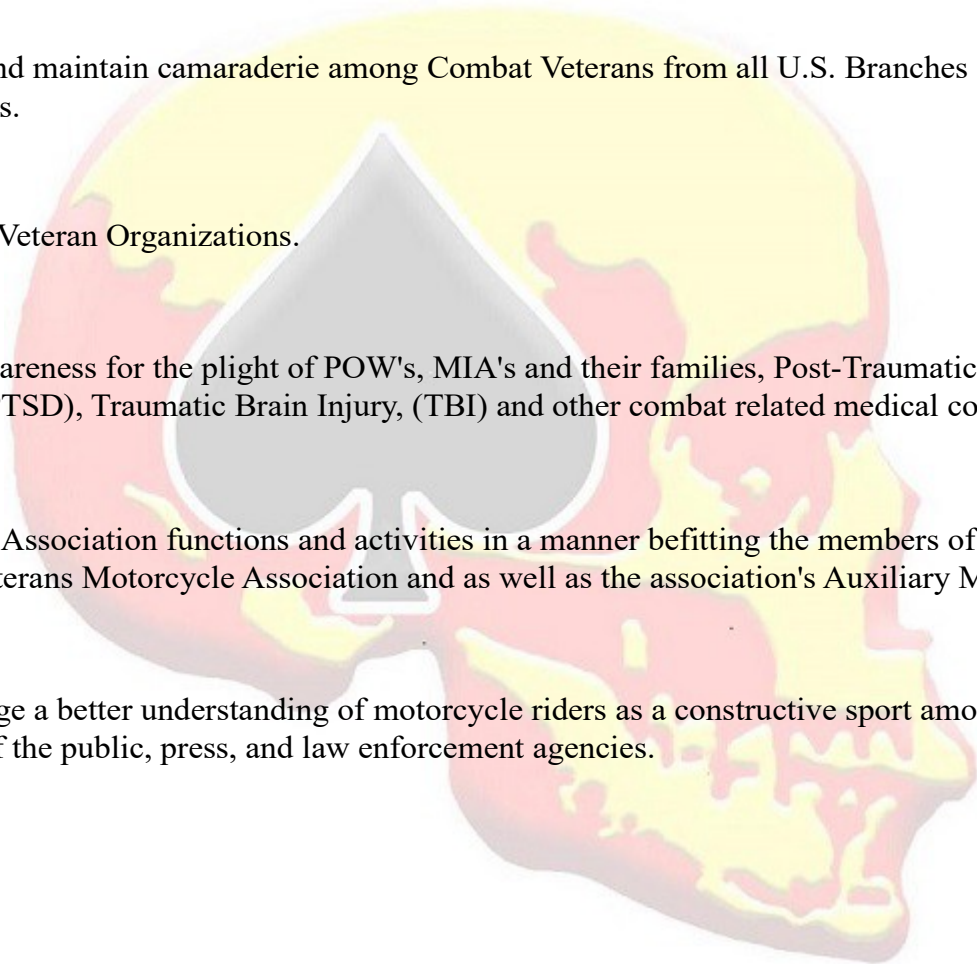 nd maintain camaraderie among Combat Veterans from all U.S. Branches
s.
Veteran Organizations.
areness for the plight of POW's, MIA's and their families, Post-Traumatic
TSD), Traumatic Brain Injury, (TBI) and other combat related medical co
Association functions and activities in a manner befitting the members of
terans Motorcycle Association and as well as the association's Auxiliary M
ge a better understanding of motorcycle riders as a constructive sport amo
f the public, press, and law enforcement agencies.